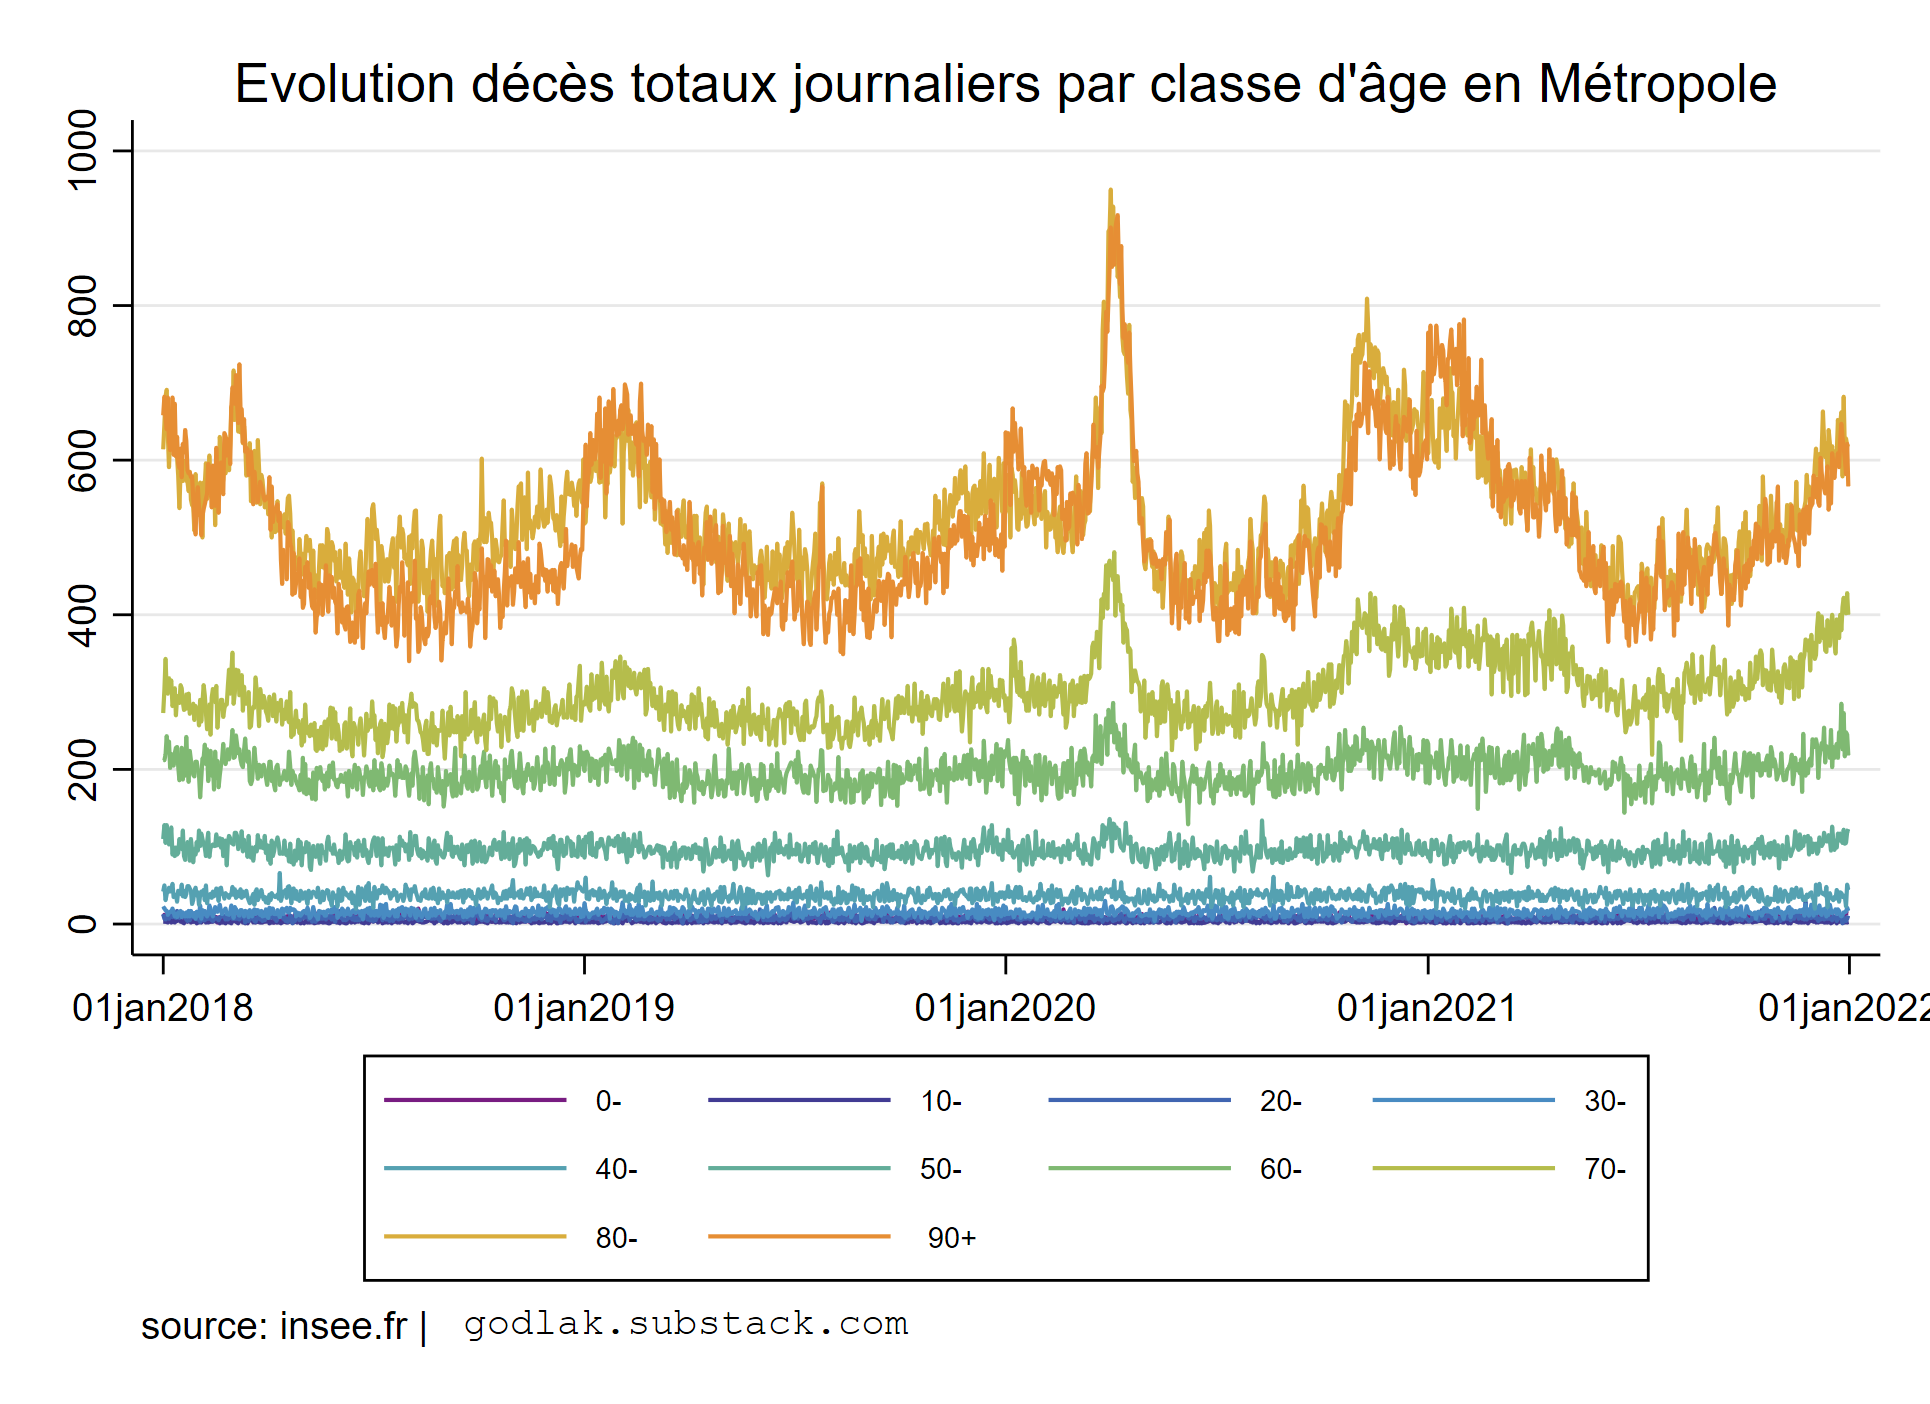 Evolution décès totaux journaliers par classe d'âge en Métropole
1000
800
600
400
200
0
01jan2018 01jan2019 01jan2020 01jan2021 01jan2022
0- 10- 20- 30-
40- 50- 60- 70-
80- 90+
source: insee.fr | godlak.substack.com